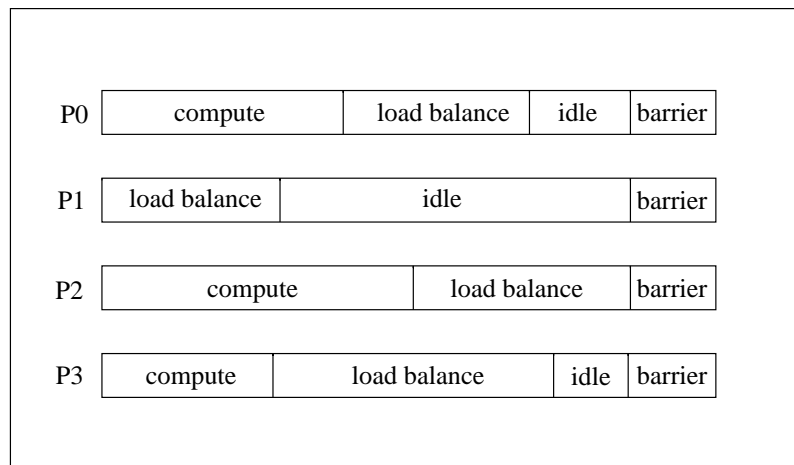 P0 compute load balance idle barrier
P1 load balance idle barrier
P2 compute load balance barrier
P3 compute load balance idle barrier